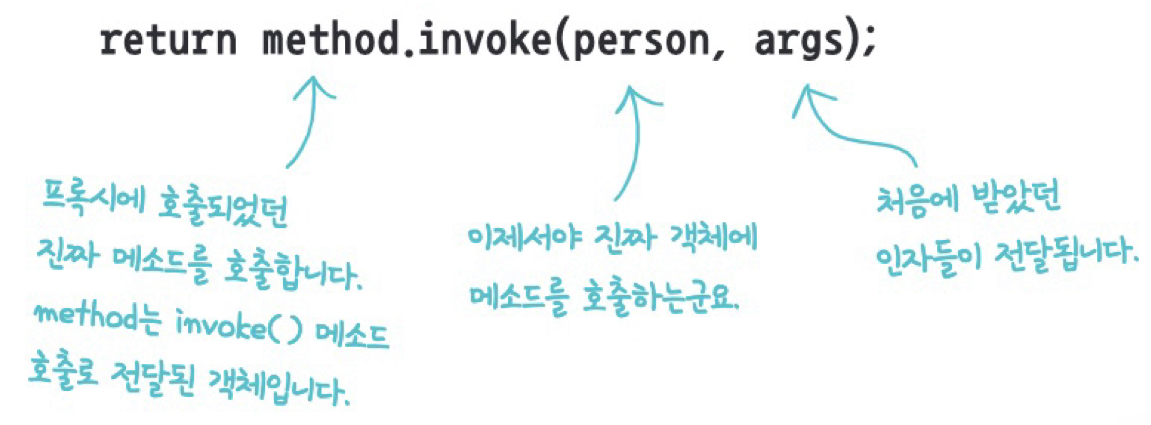 return method.invoke(person, args);
프록시에 호출되었던
진짜 메소드를 호출합니다.
method는 invoke() 메소드
호출로 전달된 객체입니다.
이제서야 진짜 객체에
메소드를 호출하는군요.
처음에 받았던
인자들이 전달됩니다.